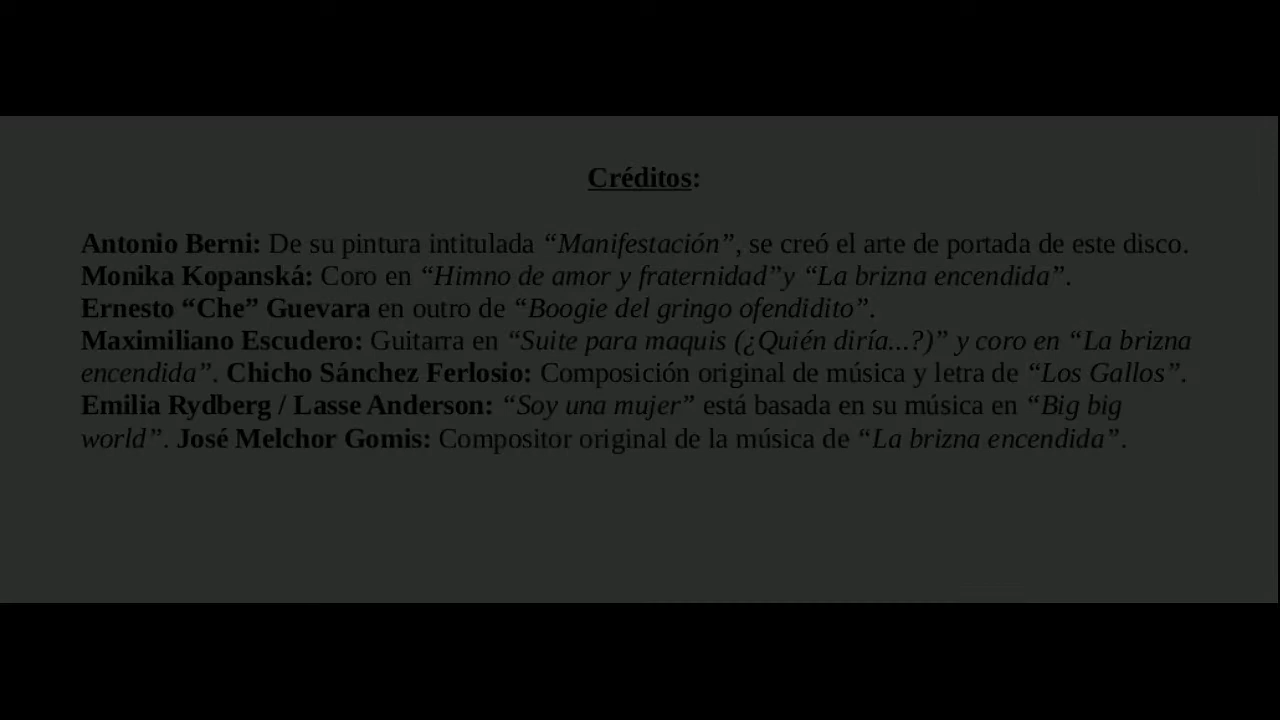 Créditos:
Antonio Berni: De su pintura intitulada “Manifestación”, se creó el arte de portada de este disco.
Monika Kopanská: Coro en “Himno de amor y fraternidad”y “La brizna encendida”.
Ernesto “Che” Guevara en outro de “Boogie del gringo ofendidito”.
Maximiliano Escudero: Guitarra en “Suite para maquis (¿Quién diría...?)” y coro en “La brizna
encendida”. Chicho Sánchez Ferlosio: Composición original de música y letra de “Los Gallos”.
Emilia Rydberg / Lasse Anderson: “Soy una mujer” está basada en su música en “Big big
world”. José Melchor Gomis: Compositor original de la música de “La brizna encendida”.